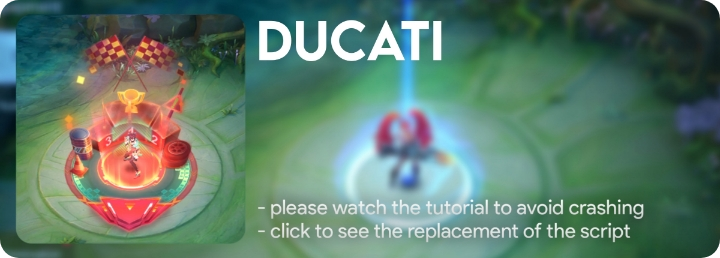 DUCATI
- please watch the tutorial to avoid crashing
- click to see the replacement of the script